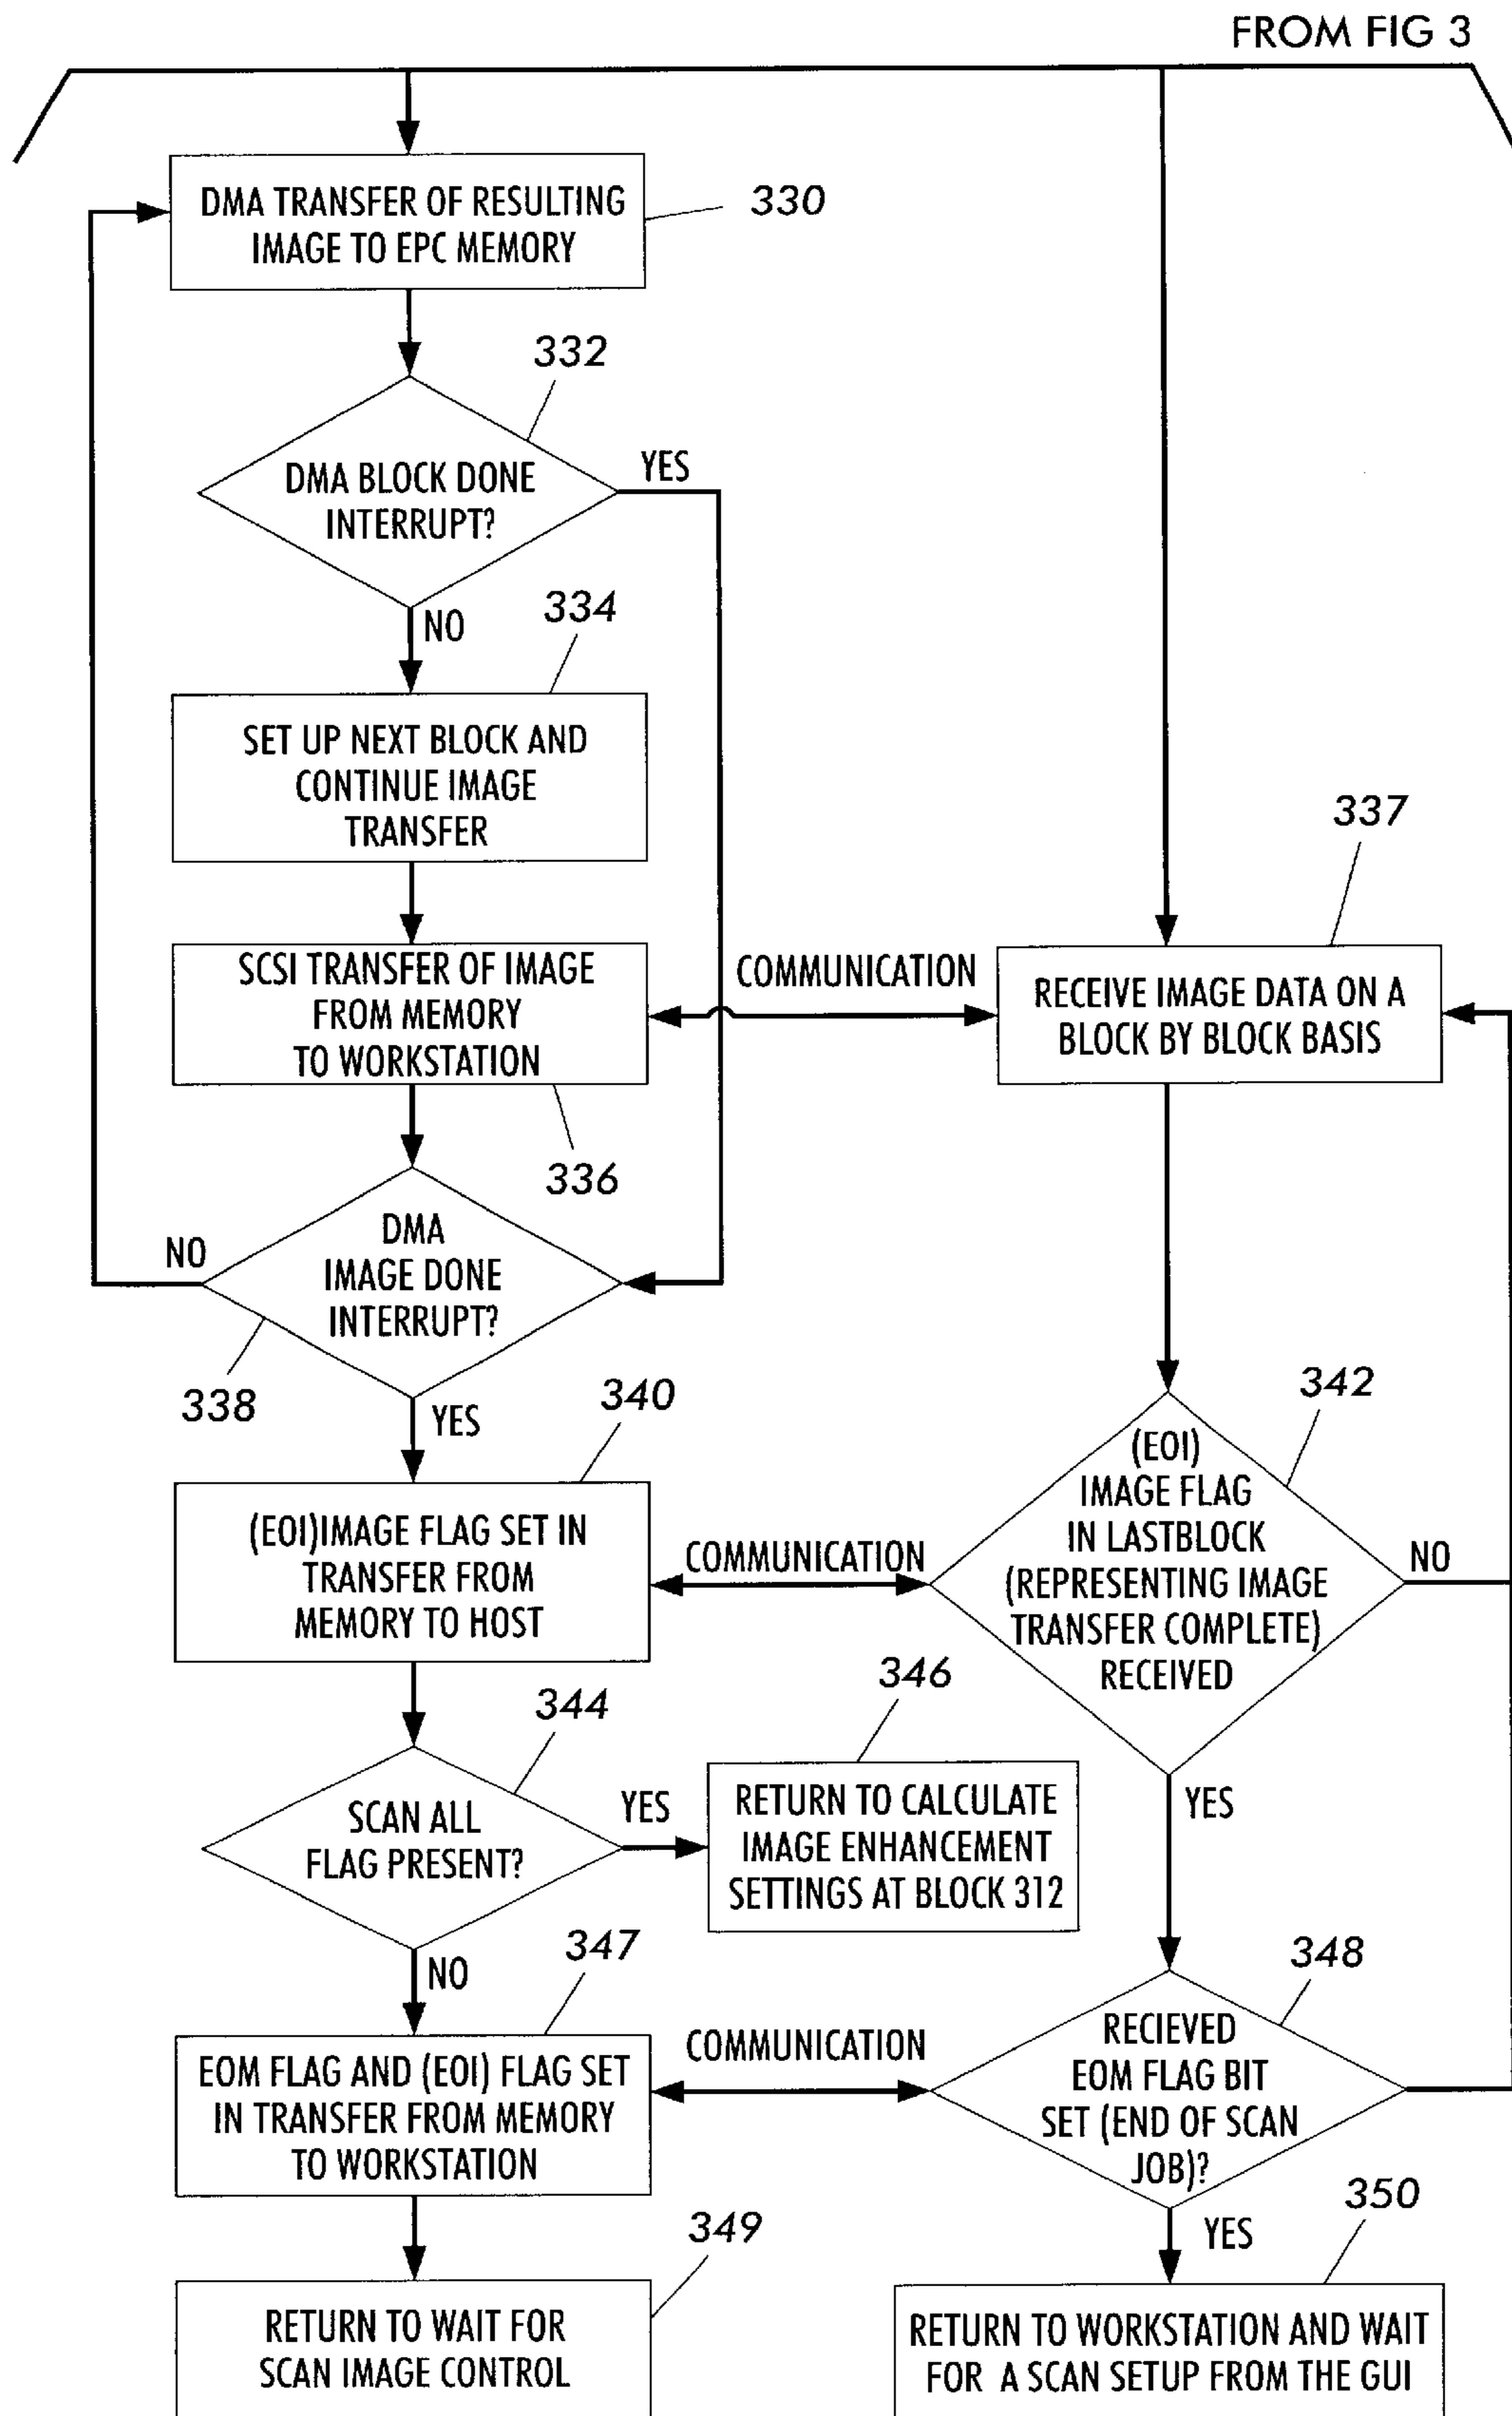 FROM FIG 3
DMA TRANSFER OF RESULTING
IMAGE TO EPC MEMORY
330
332
DMA BLOCK DONE
INTERRUPT?
YES
NO
334
SET UP NEXT BLOCK AND
CONTINUE IMAGE
TRANSFER
337
SCSI TRANSFER OF IMAGE
FROM MEMORY
TO WORKSTATION
COMMUNICATION
RECEIVE IMAGE DATA ON A
BLOCK BY BLOCK BASIS
336
DMA
IMAGE DONE
INTERRUPT?
NO
338
YES
340
342
(EOI)IMAGE FLAG SET IN
TRANSFER FROM
MEMORY TO HOST
COMMUNICATION
(EOI)
IMAGE FLAG
IN LASTBLOCK
(REPRESENTING IMAGE
TRANSFER COMPLETE)
RECEIVED
NO
YES
344
346
SCAN ALL
FLAG PRESENT?
YES
RETURN TO CALCULATE
IMAGE ENHANCEMENT
SETTINGS AT BLOCK 312
NO
347
348
EOM FLAG AND (EOI) FLAG SET
IN TRANSFER FROM MEMORY
TO WORKSTATION
COMMUNICATION
RECIEVED
EOM FLAG BIT
SET (END OF SCAN
JOB)?
YES
349
350
RETURN TO WAIT FOR
SCAN IMAGE CONTROL
RETURN TO WORKSTATION AND WAIT
FOR A SCAN SETUP FROM THE GUI